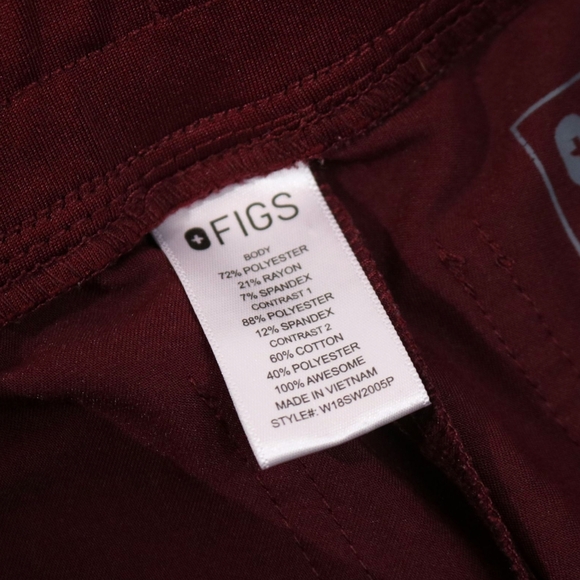 FIGS
BODY
72% POLYESTER
21% RAYON
7% SPANDEX
CONTRAST 1
88% POLYESTER
12% SPANDEX
CONTRAST 2
60% COTTON
40% POLYESTER
100% AWESOME
MADE IN VIETNAM
STYLE#: W18SW2005P